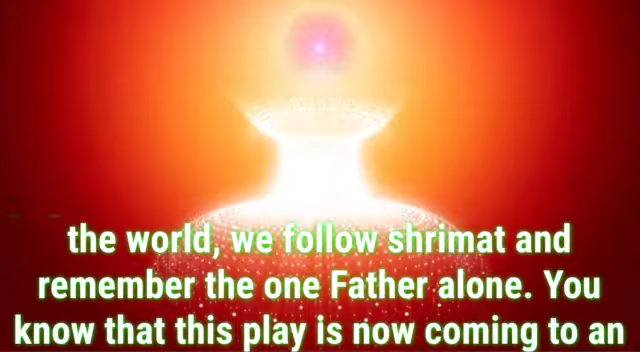 the world, we follow shrimat and
remember the one Father alone. You
know that this play is now coming to an